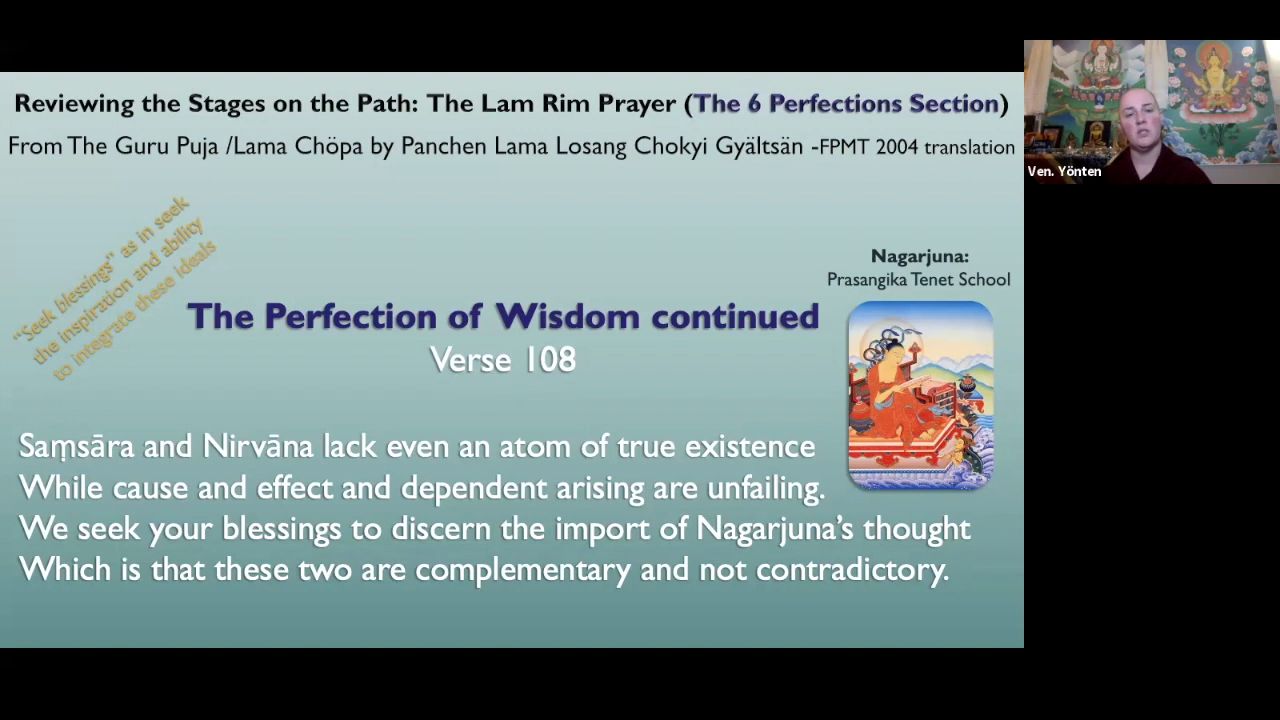 Reviewing the Stages on the Path: The Lam Rim Prayer (The 6 Perfections Section)
From The Guru Puja /Lama Chöpa by Panchen Lama Losang Chokyi Gyältsän -FPMT 2004 translation
Ven. Yönten
"Seek blessings" as in seek
the inspiration and ability
to integrate these ideals
Nagarjuna:
Prasangika Tenet School
The Perfection of Wisdom continued
Verse 108
Saṃsāra and Nirvāna lack even an atom of true existence
While cause and effect and dependent arising are unfailing.
We seek your blessings to discern the import of Nagarjuna's thought
Which is that these two are complementary and not contradictory.